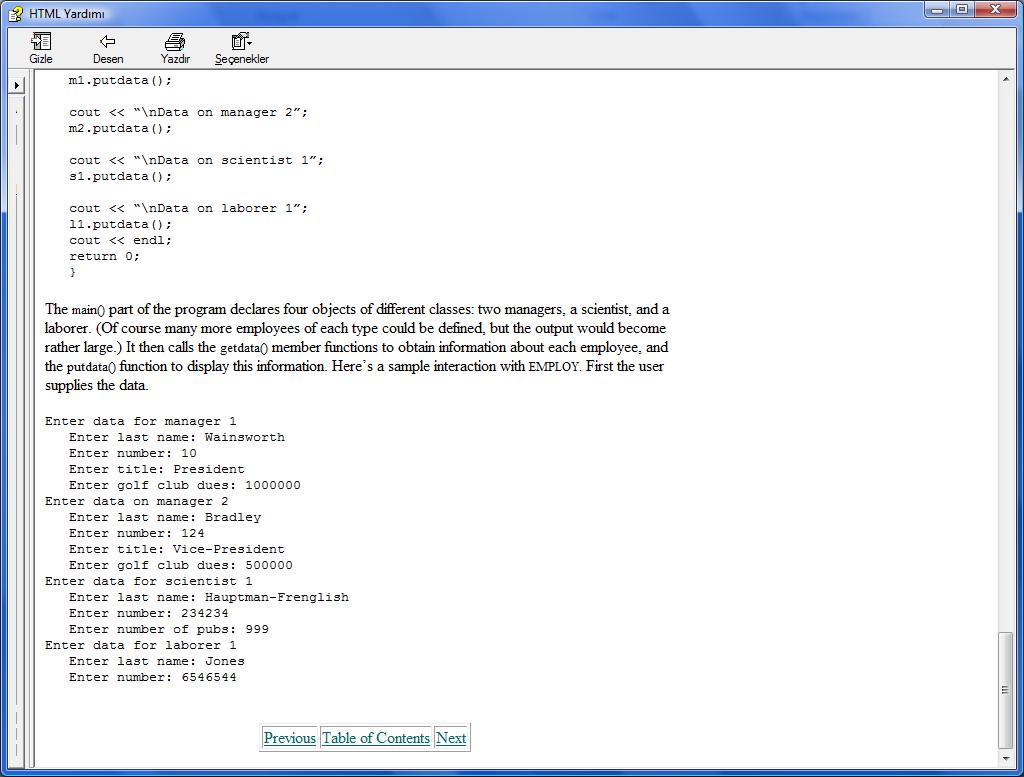 HTML Yardımı
Gizle Desen Yazdır Seçenekler
m1.putdata();
cout << “\nData on manager 2”;
m2.putdata();
cout << “\nData on scientist 1”;
s1.putdata();
cout << “\nData on laborer 1”;
l1.putdata();
cout << endl;
return 0;
}
The main() part of the program declares four objects of different classes: two managers, a scientist, and a
laborer. (Of course many more employees of each type could be defined, but the output would become
rather large.) It then calls the getdata() member functions to obtain information about each employee, and
the putdata() function to display this information. Here’s a sample interaction with EMPLOY. First the user
supplies the data.
Enter data for manager 1
Enter last name: Wainsworth
Enter number: 10
Enter title: President
Enter golf club dues: 1000000
Enter data on manager 2
Enter last name: Bradley
Enter number: 124
Enter title: Vice-President
Enter golf club dues: 500000
Enter data for scientist 1
Enter last name: Hauptman-Frenglish
Enter number: 234234
Enter number of pubs: 999
Enter data for laborer 1
Enter last name: Jones
Enter number: 6546544
Previous Table of Contents Next